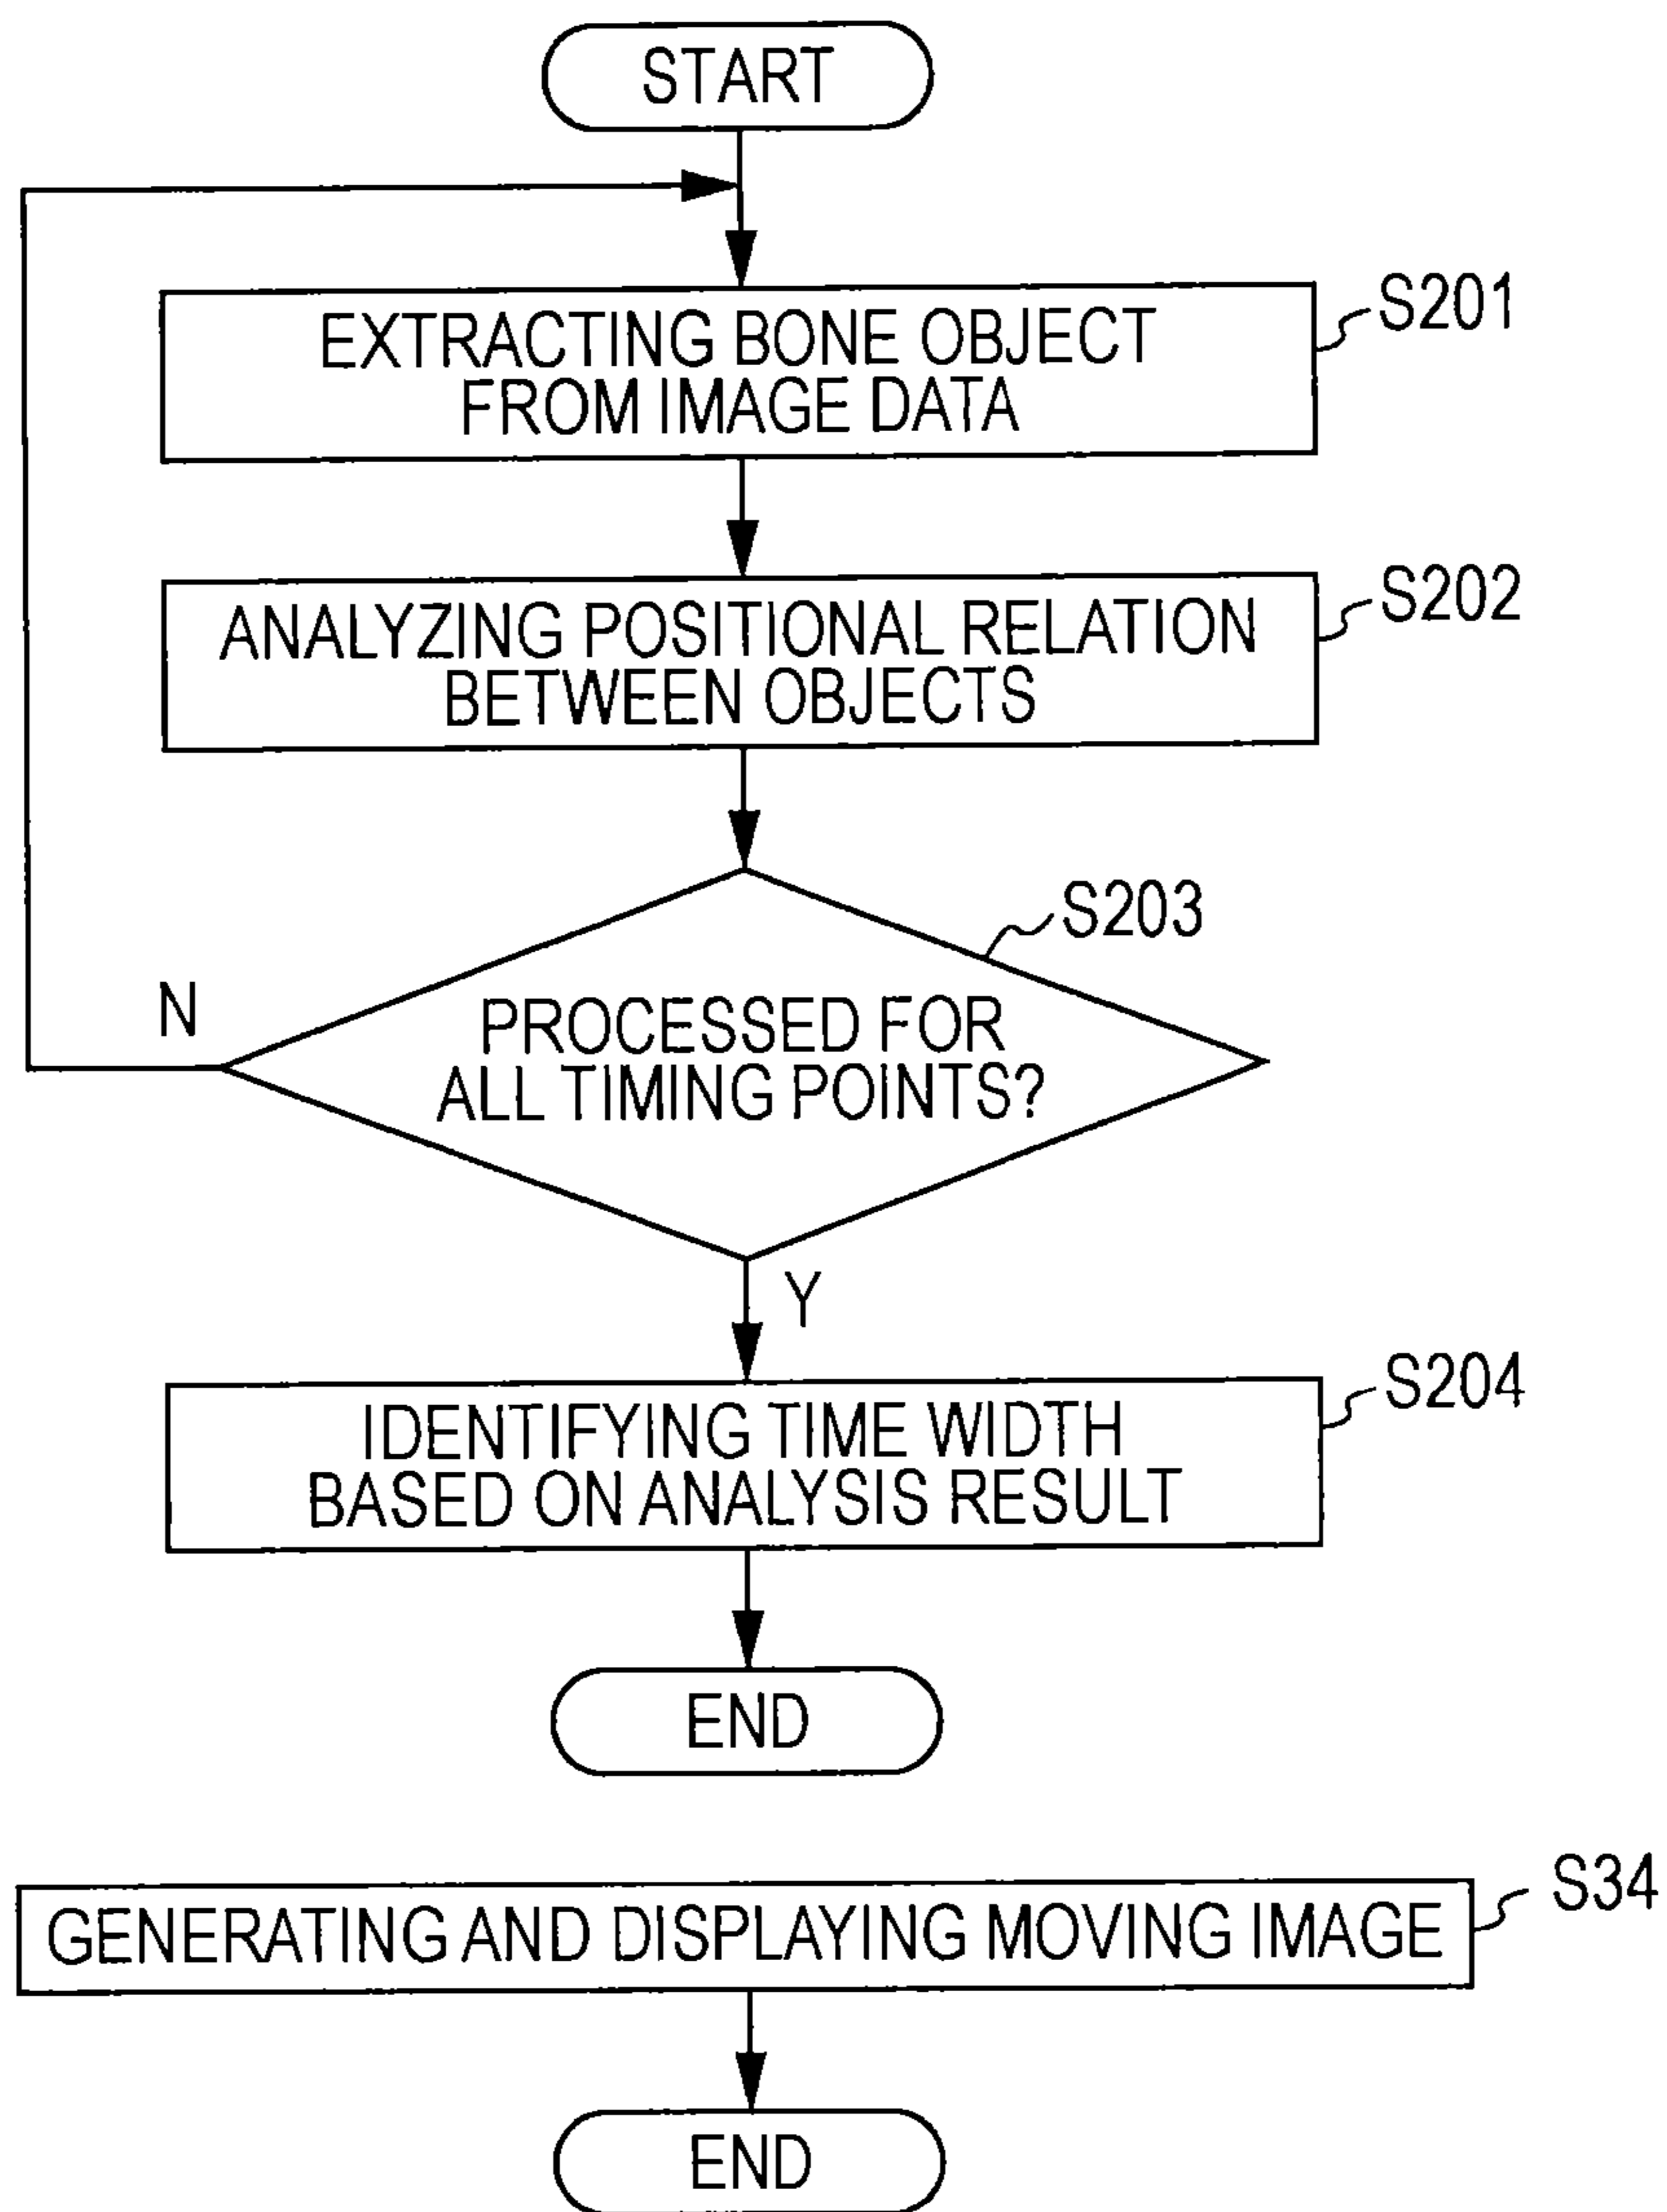 START
S201
EXTRACTING BONE OBJECT
FROM IMAGE DATA
S202
ANALYZING POSITIONAL RELATION
BETWEEN OBJECTS
S203
N
PROCESSED FOR
ALL TIMING POINTS?
Y
S204
IDENTIFYING TIME WIDTH
BASED ON ANALYSIS RESULT
END
S34
GENERATING AND DISPLAYING MOVING IMAGE
END